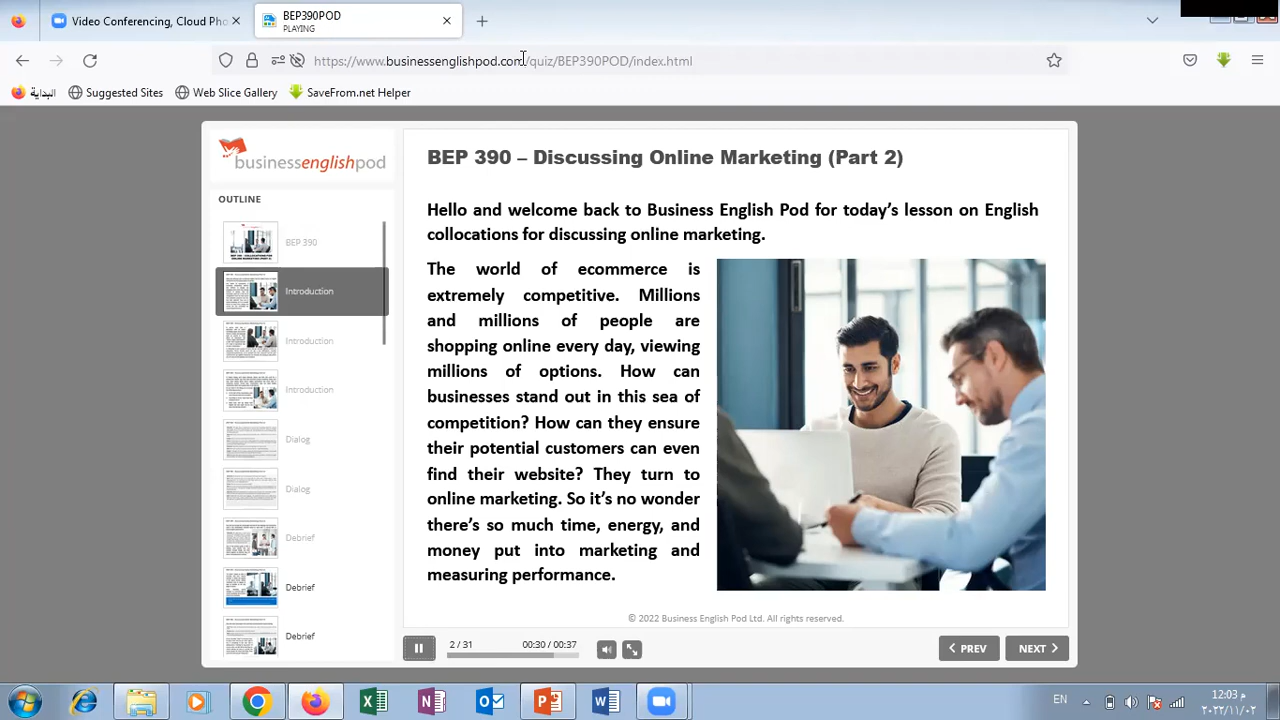 Video Conferencing, Cloud Pho
BEP390POD
PLAYING
https://www.businessenglishpod.com/quiz/BEP390POD/index.html
البداية
Suggested Sites
Web Slice Gallery
SaveFrom.net Helper
businessenglishpod
OUTLINE
BEP 390
Introduction
Introduction
Introduction
Dialog
Dialog
Debrief
Debrief
Debrief
BEP 390 – Discussing Online Marketing (Part 2)
Hello and welcome back to Business English Pod for today's lesson on English
collocations for discussing online marketing.
The world of ecommerce is
extremely competitive. Millions
and millions of people are
shopping online every day, viewing
millions of options. How can
businesses stand out in this sea of
competition? How can they ensure
their potential customers can even
find their website? They turn to
online marketing. So it's no wonder
there's so much time, energy, and
money put into marketing and
measuring performance.
© 2022 Business English Pod Ltd. All rights reserved.
2 / 31
00:30 / 00:37
PREV
NEXT
EN
12:03 م
٢٠٢٢/١١/٠٢